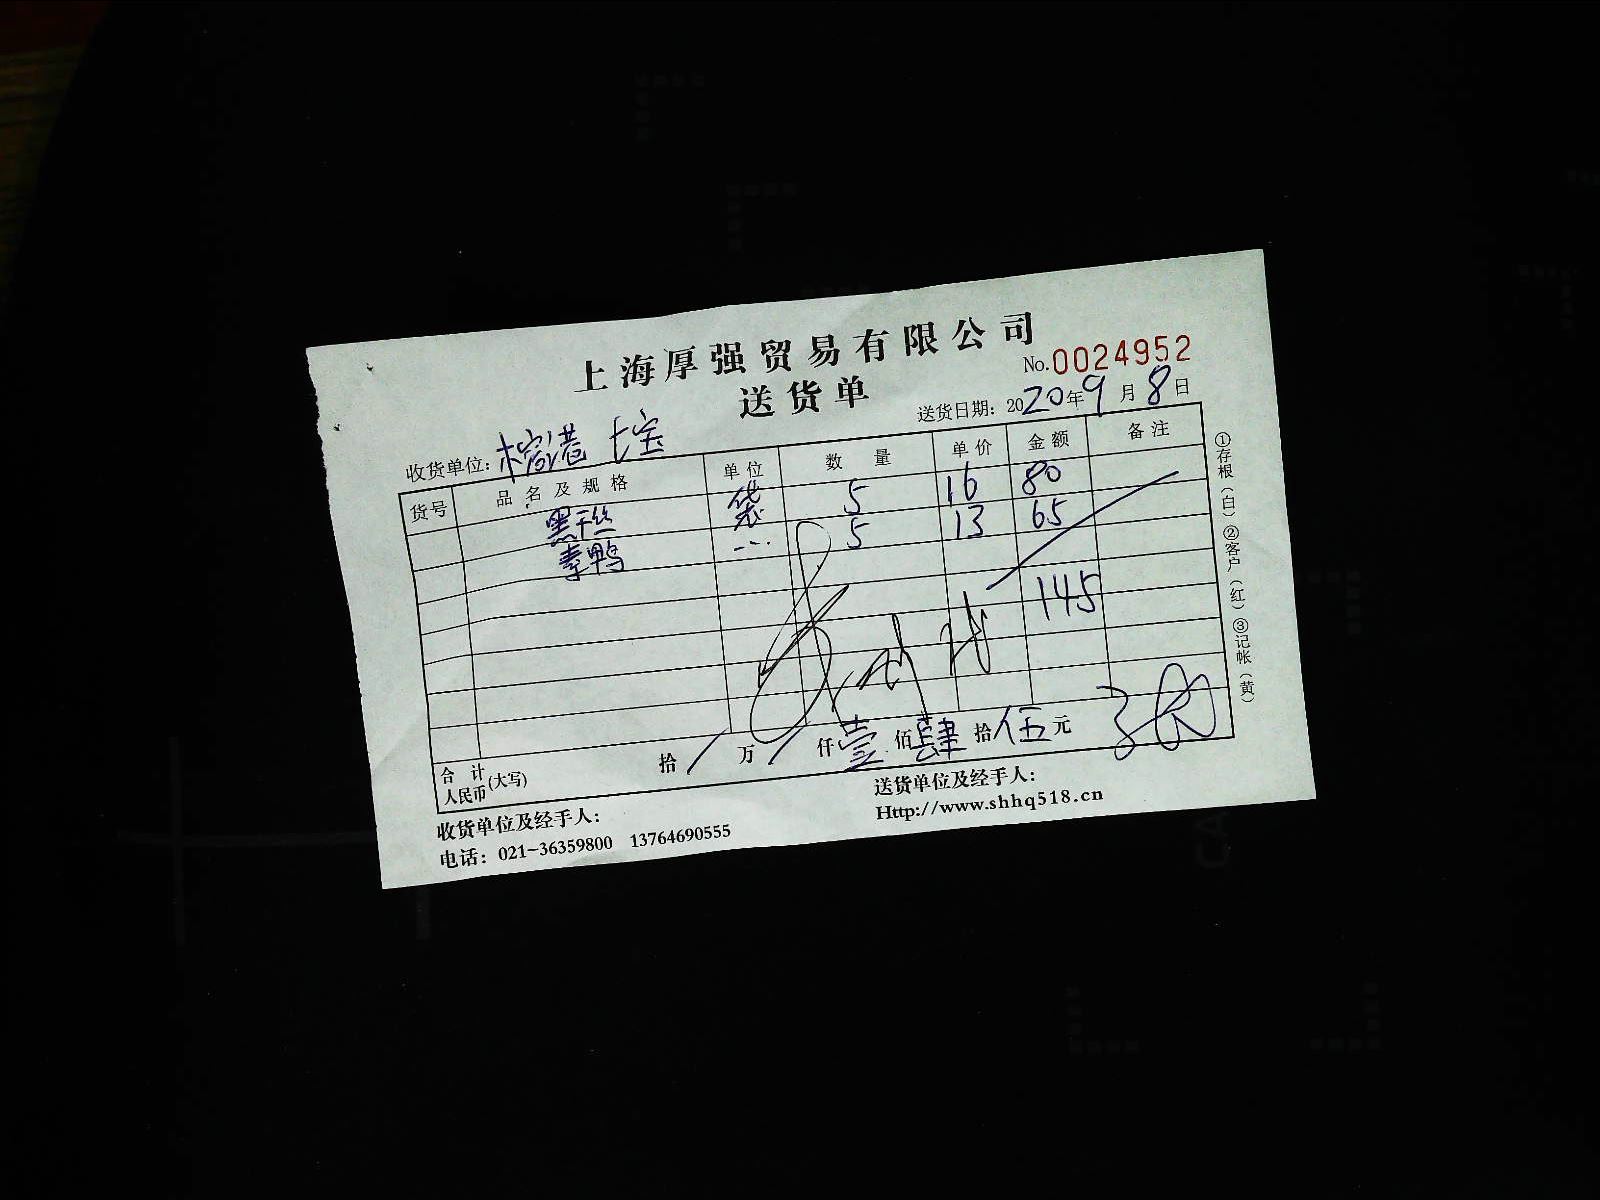 上海厚强贸易有限公司
送货单
No.0024952
送货日期：2020年9月8日
收货单位：
货号 品名及规格 单位 数量 单价 金额 备注
黑干丝 袋 5 16 80
素鸭 5 13 65
145
合计人民币(大写) 拾/万/仟壹佰肆拾伍元
收货单位及经手人：
送货单位及经手人：
电话：021-36359800 13764690555
Http://www.shhq518.cn
①存根（白）②客户（红）③记帐（黄）